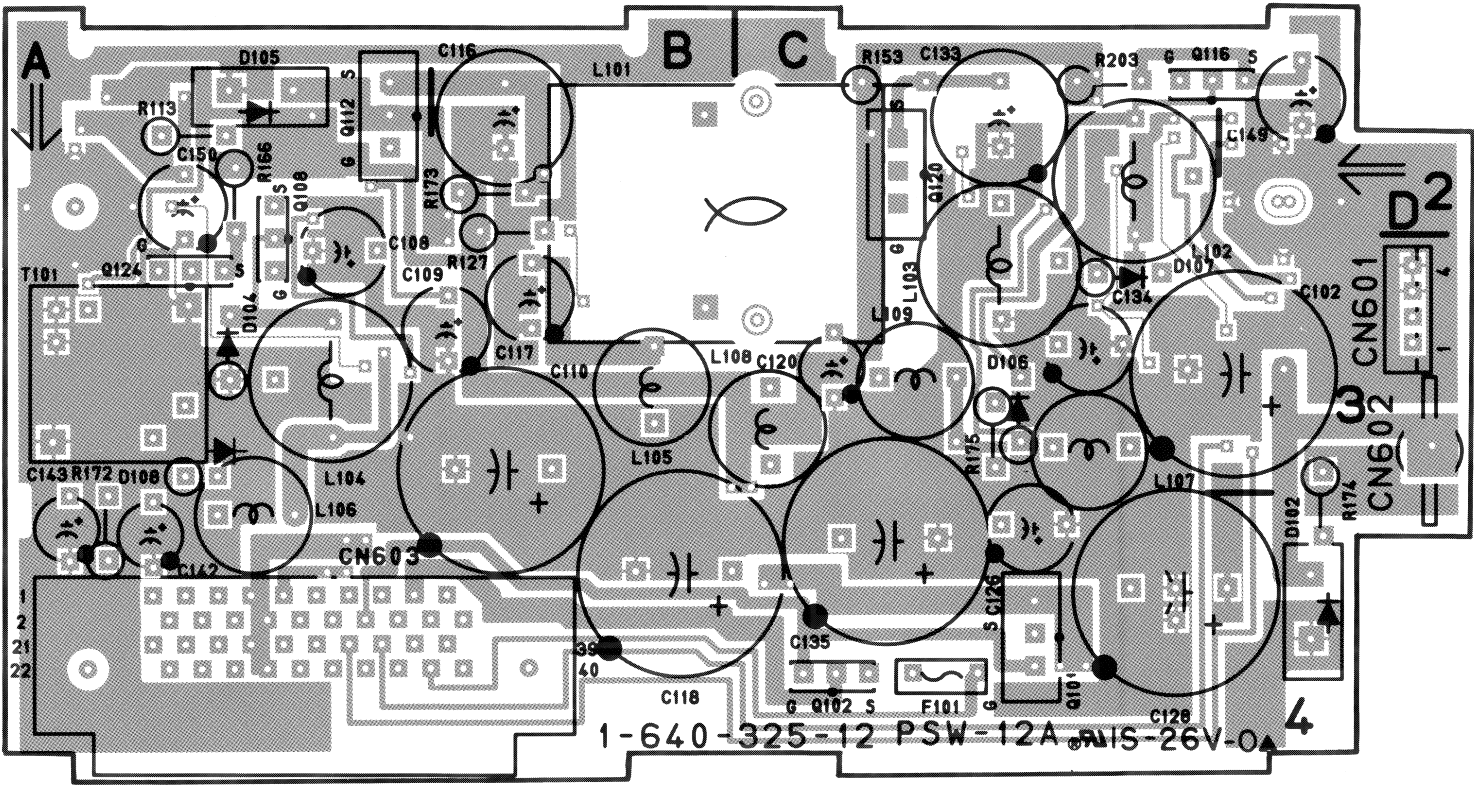 A
B
C
D2
3
4
D105
C116
L101
R153
C133
R203
G Q116 S
S
Q112
G
R113
C150
R166
S
Q108
G
R173
S
Q120
G
C149
G
Q124
S
C108
R127
C109
T101
D104
C117
L103
L109
L102
D107
C134
C102
CN601
4
1
L108
C110
C120
D106
CN602
L105
R175
L107
C143
R172
D108
L104
L106
D102
R174
CN603
C142
1
2
21
22
39
40
C126
S
G
Q101
C135
C118
G Q102 S
F101
C128
1-640-325-12 PSW-12A IS-26V-0